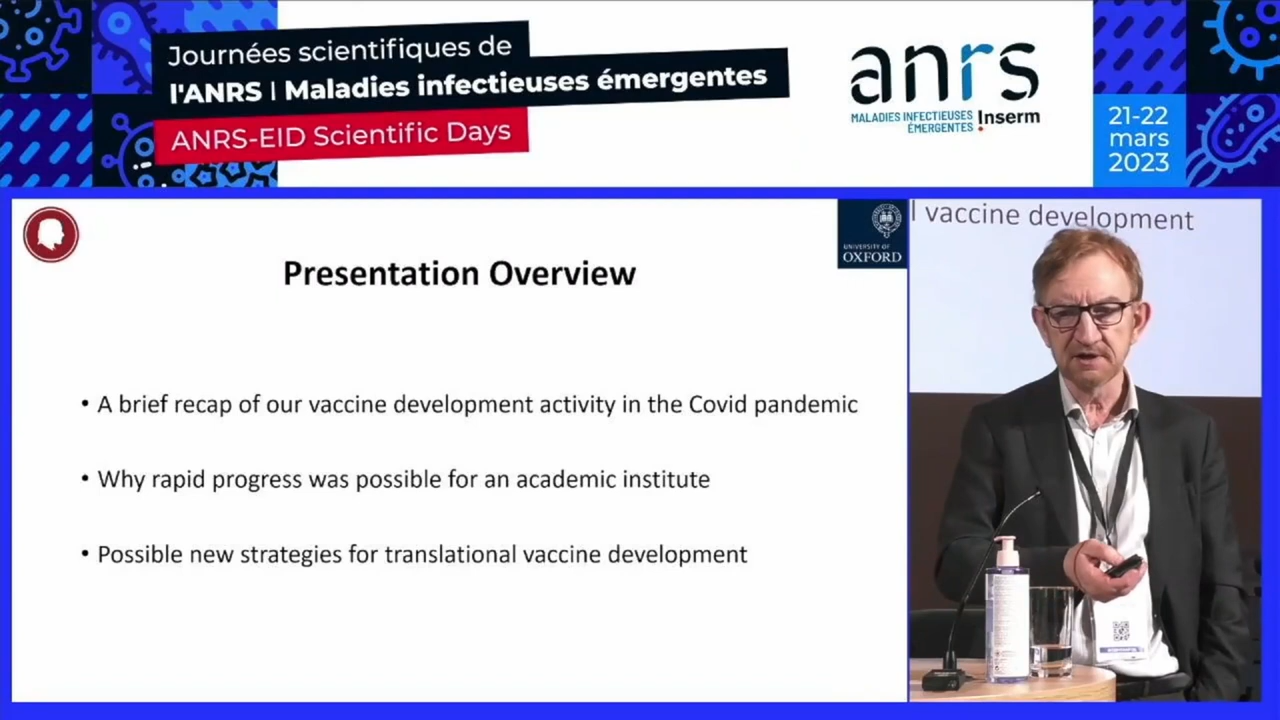 Journées scientifiques de
l'ANRS | Maladies infectieuses émergentes
ANRS-EID Scientific Days
anrs
MALADIES INFECTIEUSES
ÉMERGENTES Inserm
21-22
mars
2023
UNIVERSITY OF
OXFORD
Presentation Overview
• A brief recap of our vaccine development activity in the Covid pandemic
• Why rapid progress was possible for an academic institute
• Possible new strategies for translational vaccine development
l vaccine development